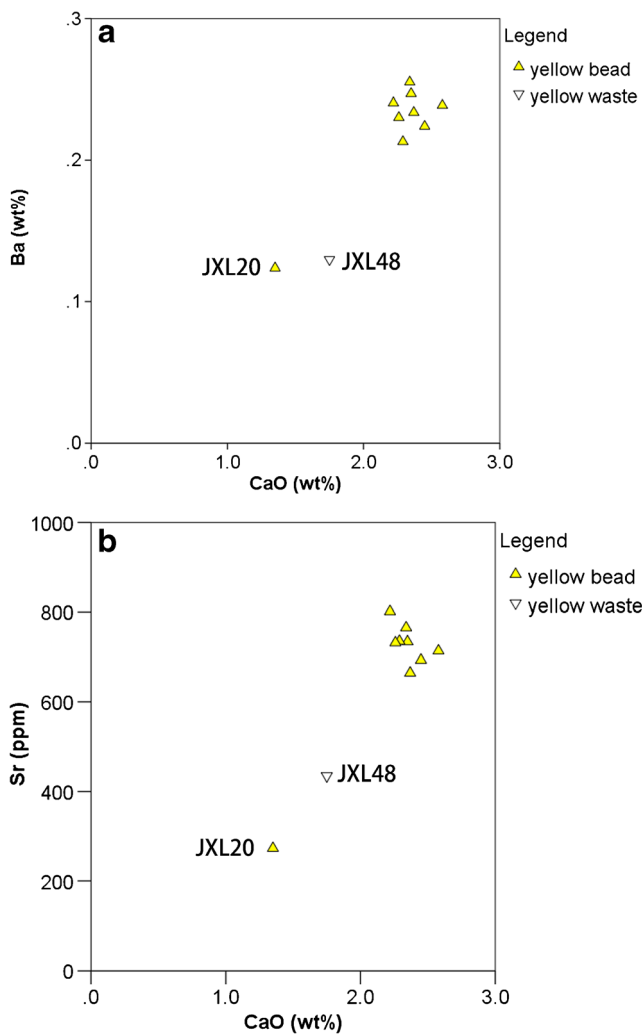 a
.3
.2
.1
.0
Ba (wt%)
.0 1.0 2.0 3.0
CaO (wt%)
JXL20
JXL48
Legend
yellow bead
yellow waste
b
1000
800
600
400
200
0
Sr (ppm)
.0 1.0 2.0 3.0
CaO (wt%)
JXL48
JXL20
Legend
yellow bead
yellow waste